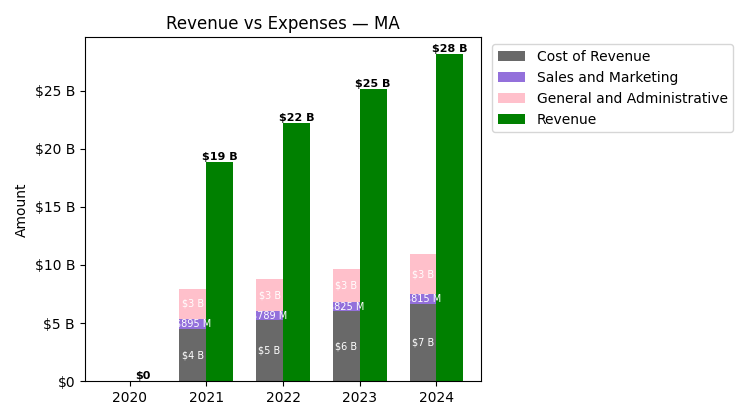 Revenue vs Expenses — MA
Cost of Revenue
Sales and Marketing
General and Administrative
Revenue
Amount
$25 B
$20 B
$15 B
$10 B
$5 B
$0
$0
$19 B
$22 B
$25 B
$28 B
$3 B
$895 M
$4 B
$3 B
$789 M
$5 B
$3 B
$825 M
$6 B
$3 B
$815 M
$7 B
2020
2021
2022
2023
2024